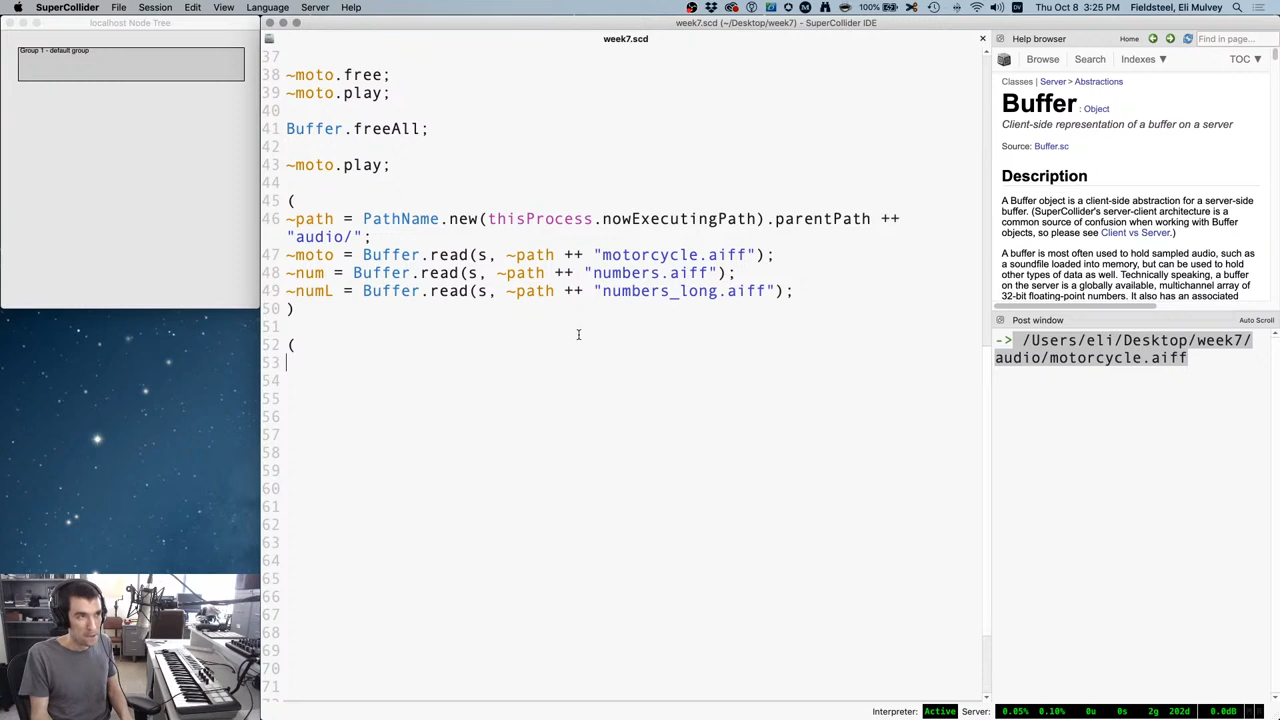 SuperCollider File Session Edit View Language Server Help 100% Thu Oct 8 3:25 PM Fieldsteel, Eli Mulvey
localhost Node Tree
Group 1 - default group
week7.scd (~/Desktop/week7) - SuperCollider IDE
week7.scd
37
38 ~moto.free;
39 ~moto.play;
40
41 Buffer.freeAll;
42
43 ~moto.play;
44
45 (
46 ~path = PathName.new(thisProcess.nowExecutingPath).parentPath ++
"audio/";
47 ~moto = Buffer.read(s, ~path ++ "motorcycle.aiff");
48 ~num = Buffer.read(s, ~path ++ "numbers.aiff");
49 ~numL = Buffer.read(s, ~path ++ "numbers_long.aiff");
50 )
51
52 (
53
54
55
56
57
58
59
60
61
62
63
64
65
66
67
68
69
70
71
Help browser Home Find in page...
Browse Search Indexes ▼ TOC ▼
Classes | Server > Abstractions
Buffer : Object
Client-side representation of a buffer on a server
Source: Buffer.sc
Description
A Buffer object is a client-side abstraction for a server-side
buffer. (SuperCollider's server-client architecture is a
common source of confusion when working with Buffer
objects, so please see Client vs Server.)
A buffer is most often used to hold sampled audio, such as
a soundfile loaded into memory, but can be used to hold
other types of data as well. Technically speaking, a buffer
on the server is a globally available, multichannel array of
32-bit floating-point numbers. It also has an associated
Post window Auto Scroll
-> /Users/eli/Desktop/week7/
audio/motorcycle.aiff
Interpreter: Active Server: 0.05% 0.10% 0u 0s 2g 202d 0.0dB